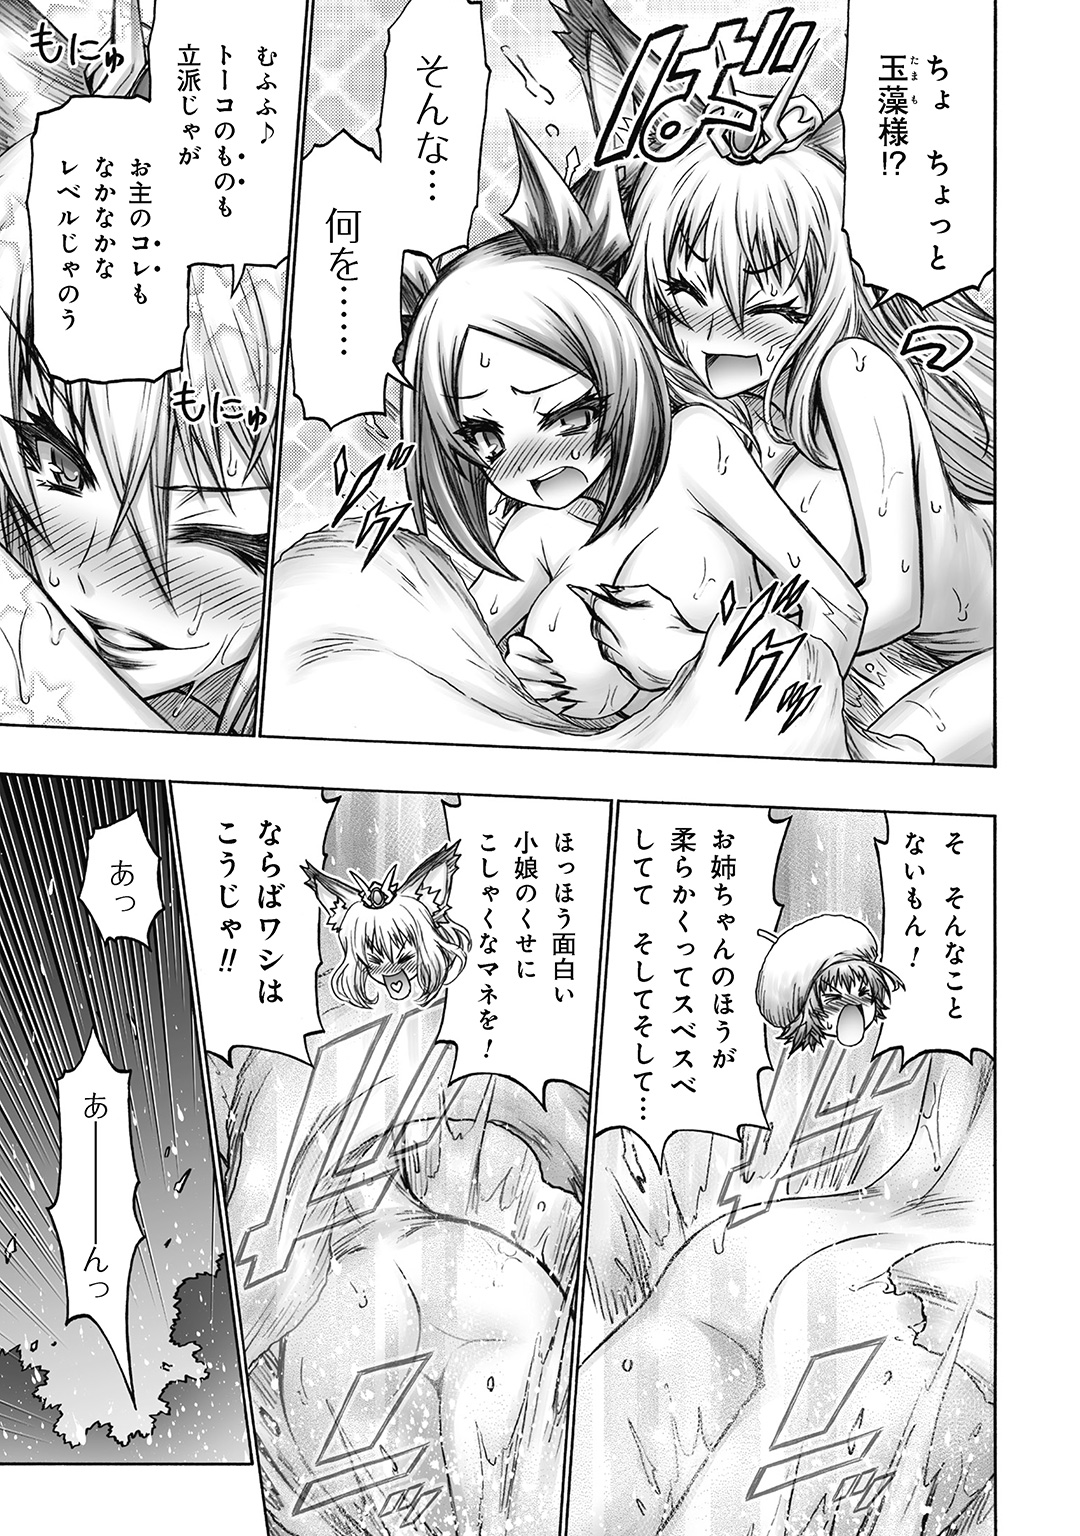 ちょ ちょっと
玉藻様!?
たまも
ばーっ
そんな…
何を……
むふふ♪
トーコのものも
立派じゃが
お主のコレも
なかなかな
レベルじゃのう
もにゅ
もにゅ
そ そんなこと
ないもん!
お姉ちゃんのほうが
柔らかくってスベスベ
してて そしてそして…
ほっほう面白い
小娘のくせに
こしゃくなマネを!
ならばワシは
こうじゃ!!
あっ
あーーんっ